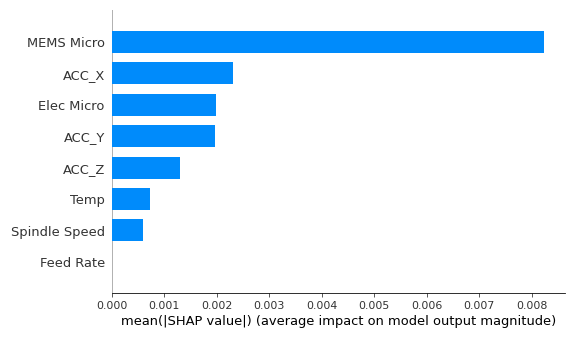 MEMS Micro
ACC_X
Elec Micro
ACC_Y
ACC_Z
Temp
Spindle Speed
Feed Rate
0.000 0.001 0.002 0.003 0.004 0.005 0.006 0.007 0.008
mean(|SHAP value|) (average impact on model output magnitude)